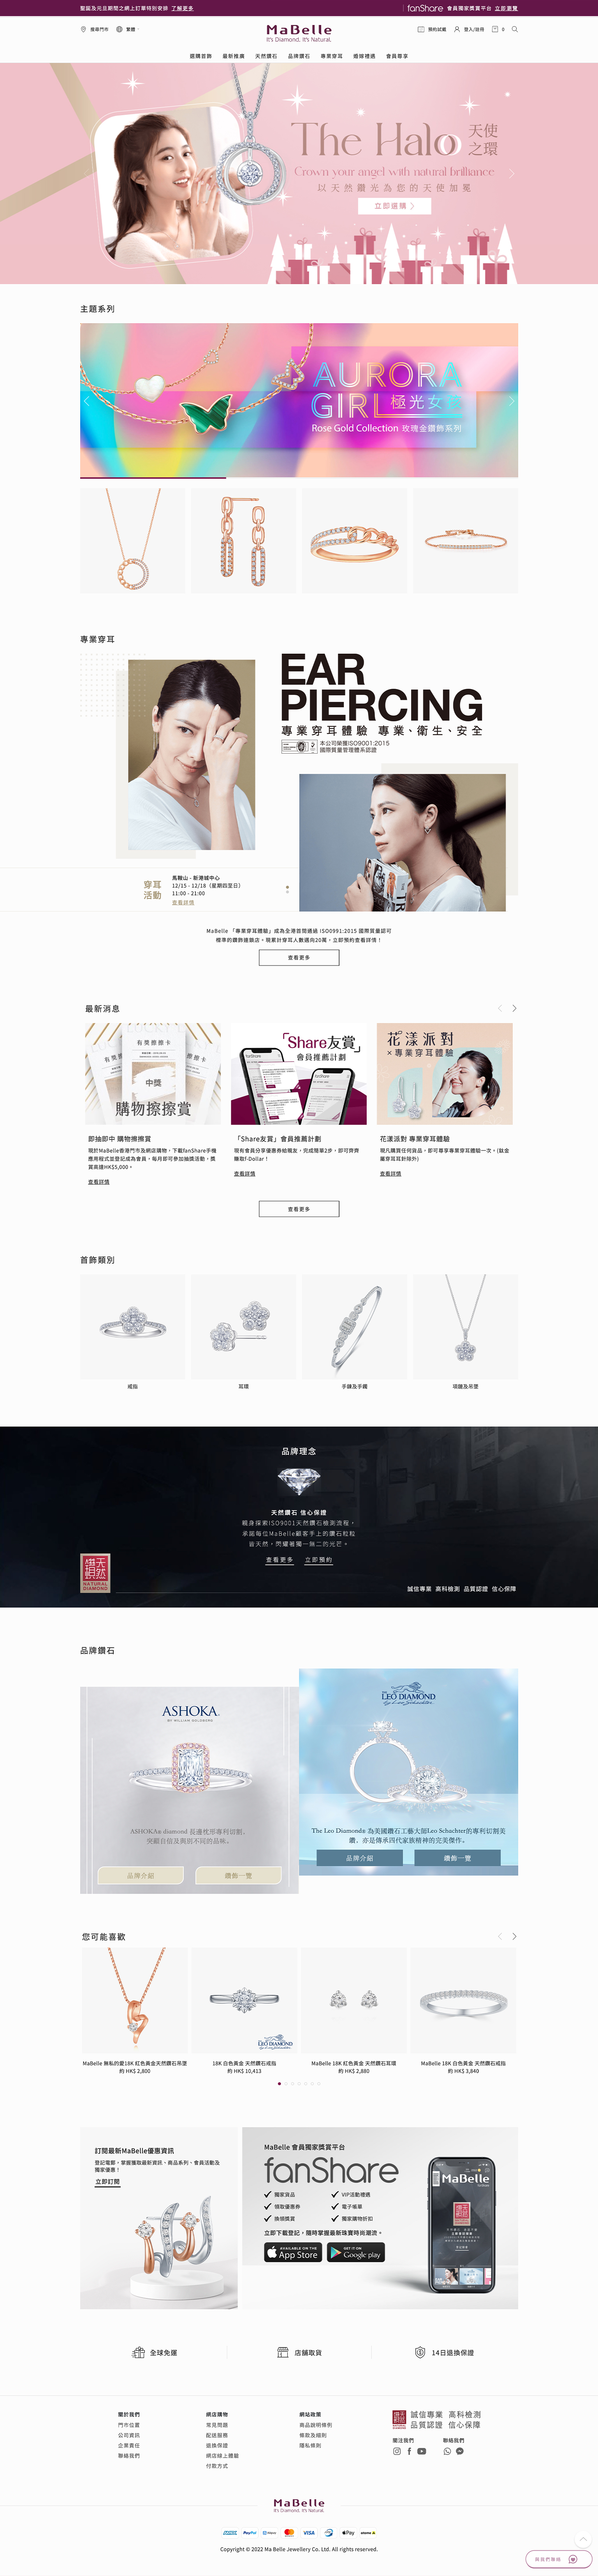 聖誕及元旦期間之網上訂單特別安排 了解更多
fanShare 會員獨家獎賞平台 立即瀏覽
搜尋門市 繁體
MaBelle
It's Diamond, It's Natural.
預約試戴 登入/註冊 0
選購首飾 最新推廣 天然鑽石 品牌鑽石 專業穿耳 婚嫁禮遇 會員尊享
The Halo 天使之環
Crown your angel with natural brilliance
以天然鑽光為您的天使加冕
立即選購
主題系列
AURORA
GIRL 極光女孩
Rose Gold Collection 玫瑰金鑽飾系列
專業穿耳
EAR
PIERCING
專業穿耳體驗 專業、衛生、安全
本公司榮獲ISO9001:2015
國際質量管理體系認證
穿耳
活動
馬鞍山 - 新港城中心
12/15 - 12/18（星期四至日）
11:00 - 21:00
查看詳情
MaBelle 「專業穿耳體驗」成為全港首間通過 ISO9901:2015 國際質量認可
標準的鑽飾連鎖店。現累計穿耳人數邁向20萬，立即預約查看詳情！
查看更多
最新消息
有獎掰掰卡
中獎
購物擦擦賞
「Share友賞」
會員推薦計劃
花漾派對
×專業穿耳體驗
即抽即中 購物擦擦賞
現於MaBelle香港門市及網店購物，下載fanShare手機
應用程式並登記成為會員，每月即可參加抽獎活動，獎
賞高達HK$5,000。
查看詳情
「Share友賞」會員推薦計劃
現有會員分享優惠券給親友，完成簡單2步，即可齊齊
賺取f-Dollar！
查看詳情
花漾派對 專業穿耳體驗
現凡購買任何貨品，即可尊享專業穿耳體驗一次。(鈦金
屬穿耳耳針除外)
查看詳情
查看更多
首飾類別
戒指
耳環
手鏈及手鐲
項鏈及吊墜
品牌理念
天然鑽石 信心保證
親身探索ISO9001天然鑽石檢測流程，
承諾每位MaBelle顧客手上的鑽石粒粒
皆天然，閃耀著獨一無二的光芒。
查看更多 立即預約
天然鑽石
NATURAL
DIAMOND
誠信專業 高科檢測 品質認證 信心保障
品牌鑽石
ASHOKA®
BY WILLIAM GOLDBERG
ASHOKA® diamond 長邊枕形專利切割，
突顯自信及與別不同的品味。
品牌介紹 鑽飾一覽
THE LEO DIAMOND
By Leo Schachter
The Leo Diamond® 為美國鑽石工藝大師Leo Schachter的專利切割美
鑽，亦是傳承四代家族精神的完美傑作。
品牌介紹 鑽飾一覽
您可能喜歡
MaBelle 無私的愛18K 紅色黃金天然鑽石吊墜
約 HK$ 2,800
LEO DIAMOND
18K 白色黃金 天然鑽石戒指
約 HK$ 10,413
MaBelle 18K 紅色黃金 天然鑽石耳環
約 HK$ 2,880
MaBelle 18K 白色黃金 天然鑽石戒指
約 HK$ 3,840
訂閱最新MaBelle優惠資訊
登記電郵，掌握獲取最新資訊、商品系列、會員活動及
獨家優惠！
立即訂閱
MaBelle 會員獨家獎賞平台
fanShare
獨家貨品 VIP活動禮遇
領取優惠券 電子帳單
換領獎賞 獨家購物折扣
立即下載登記，隨時掌握最新珠寶時尚潮流。
AVAILABLE ON THE
App Store
GET IT ON
Google play
MaBelle
全球免運
店舖取貨
14日退換保證
關於我們
門市位置
公司資訊
企業責任
聯絡我們
網店購物
常見問題
配送服務
退換保證
網店線上體驗
付款方式
網站政策
商品說明條例
條款及細則
隱私條例
誠信專業 高科檢測
品質認證 信心保障
關注我們
聯絡我們
MaBelle
It's Diamond, It's Natural.
PayPal VISA Pay
Copyright © 2022 Ma Belle Jewellery Co. Ltd. All rights reserved.
與我們聯絡